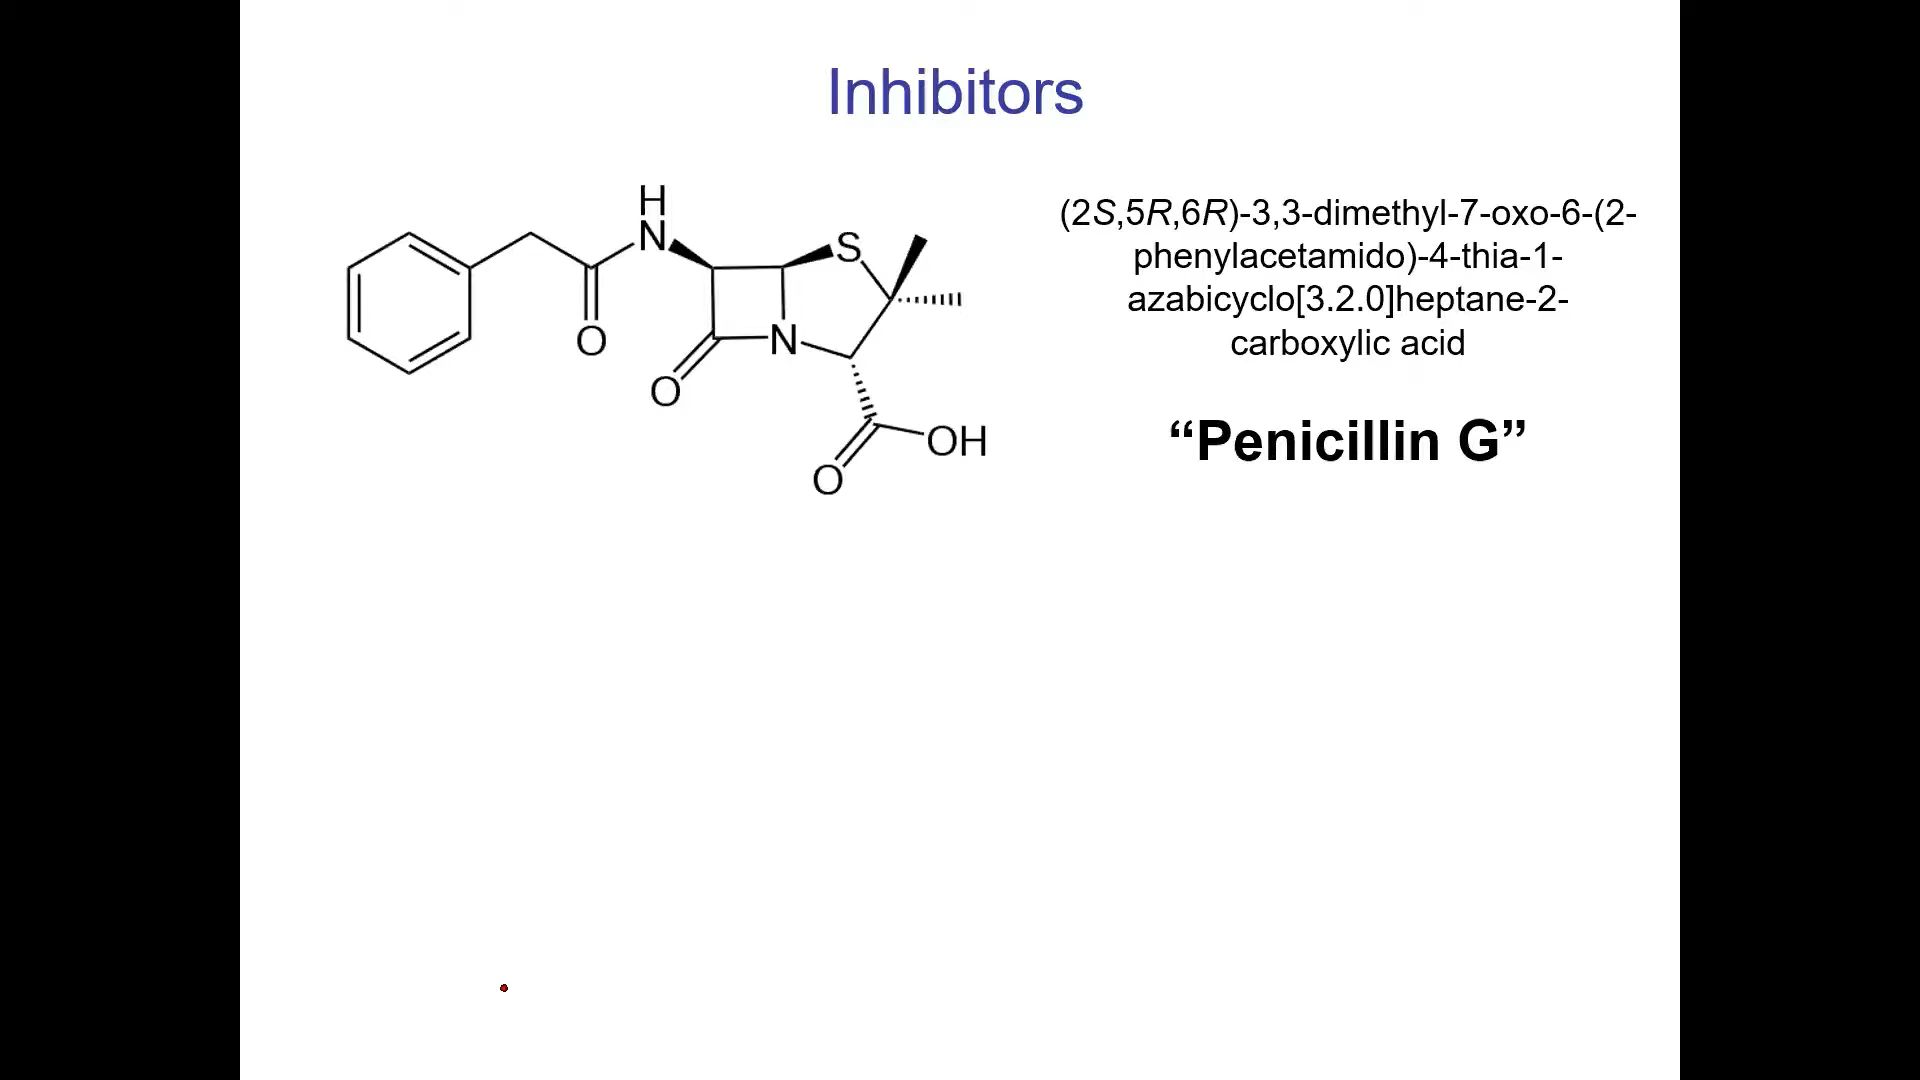 Inhibitors
H
N
S
O
N
O
OH
O
(2S,5R,6R)-3,3-dimethyl-7-oxo-6-(2-
phenylacetamido)-4-thia-1-
azabicyclo[3.2.0]heptane-2-
carboxylic acid
“Penicillin G”